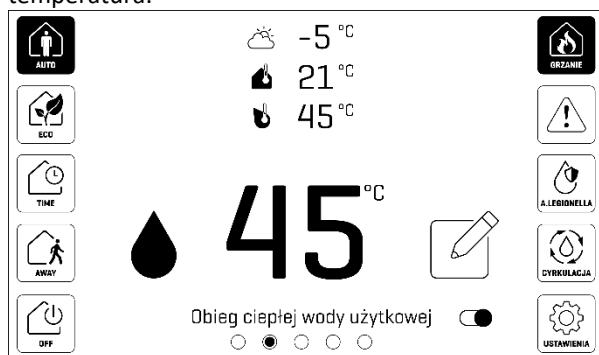 temperatura.
AUTO
ECO
TIME
AWAY
OFF
-5 °C
21 °C
45 °C
45 °C
Obieg ciepłej wody użytkowej
GRZANIE
A.LEGIONELLA
CYRKULACJA
USTAWIENIA